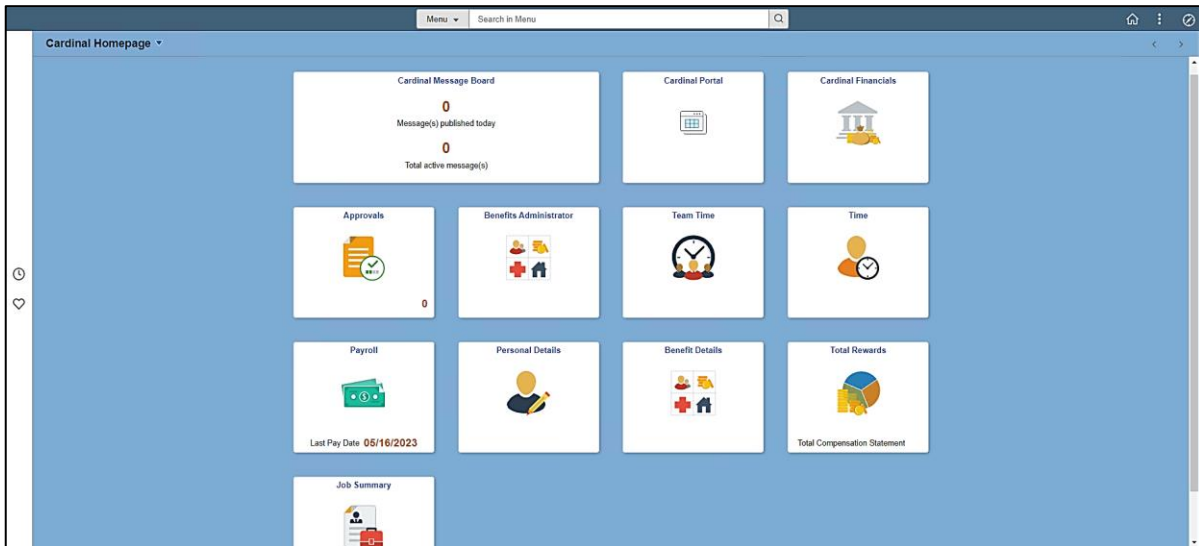 Menu
Search in Menu
Cardinal Homepage
Cardinal Message Board
0
Message(s) published today
0
Total active message(s)
Cardinal Portal
Cardinal Financials
Approvals
0
Benefits Administrator
Team Time
Time
Payroll
Last Pay Date 05/16/2023
Personal Details
Benefit Details
Total Rewards
Total Compensation Statement
Job Summary